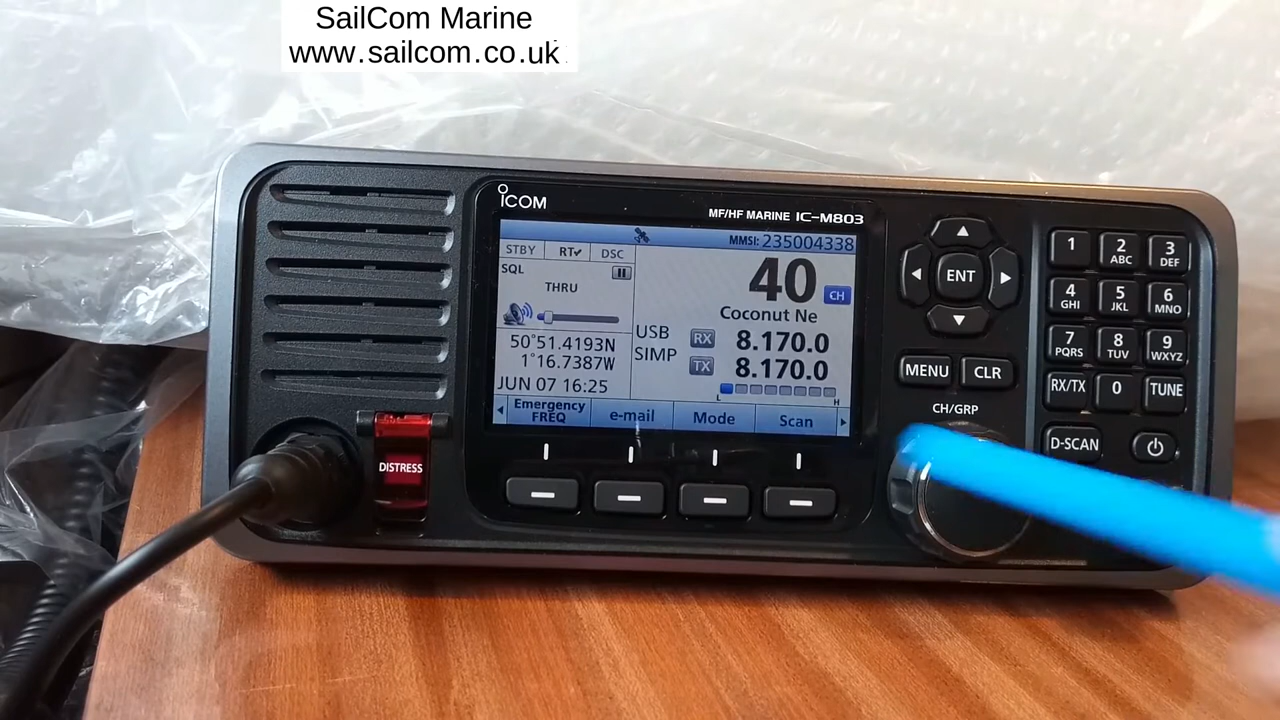 SailCom Marine
www.sailcom.co.uk
ICOM
MF/HF MARINE IC-M803
MMSI: 235004338
STBY RT DSC
SQL
THRU
40 CH
Coconut Ne
USB RX 8.170.0
SIMP TX 8.170.0
L H
50°51.4193N
1°16.7387W
JUN 07 16:25
Emergency FREQ
e-mail
Mode
Scan
DISTRESS
ENT
MENU CLR
CH/GRP
1 2 ABC 3 DEF
4 GHI 5 JKL 6 MNO
7 PQRS 8 TUV 9 WXYZ
RX/TX 0 TUNE
D-SCAN